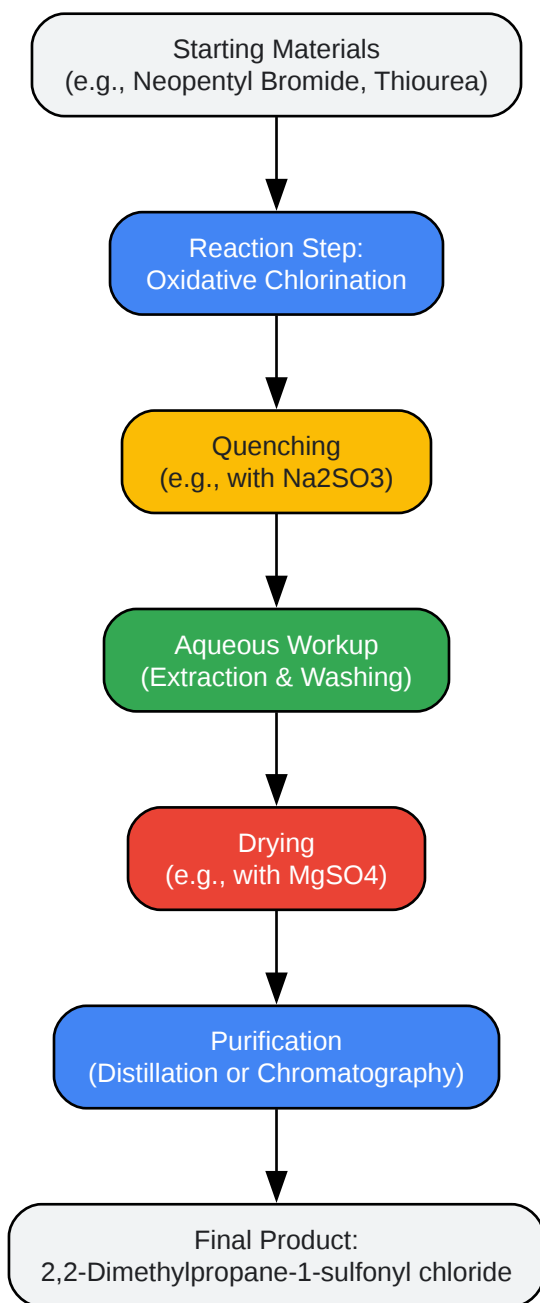 Starting Materials
(e.g., Neopentyl Bromide, Thiourea)
Reaction Step:
Oxidative Chlorination
Quenching
(e.g., with Na2SO3)
Aqueous Workup
(Extraction & Washing)
Drying
(e.g., with MgSO4)
Purification
(Distillation or Chromatography)
Final Product:
2,2-Dimethylpropane-1-sulfonyl chloride